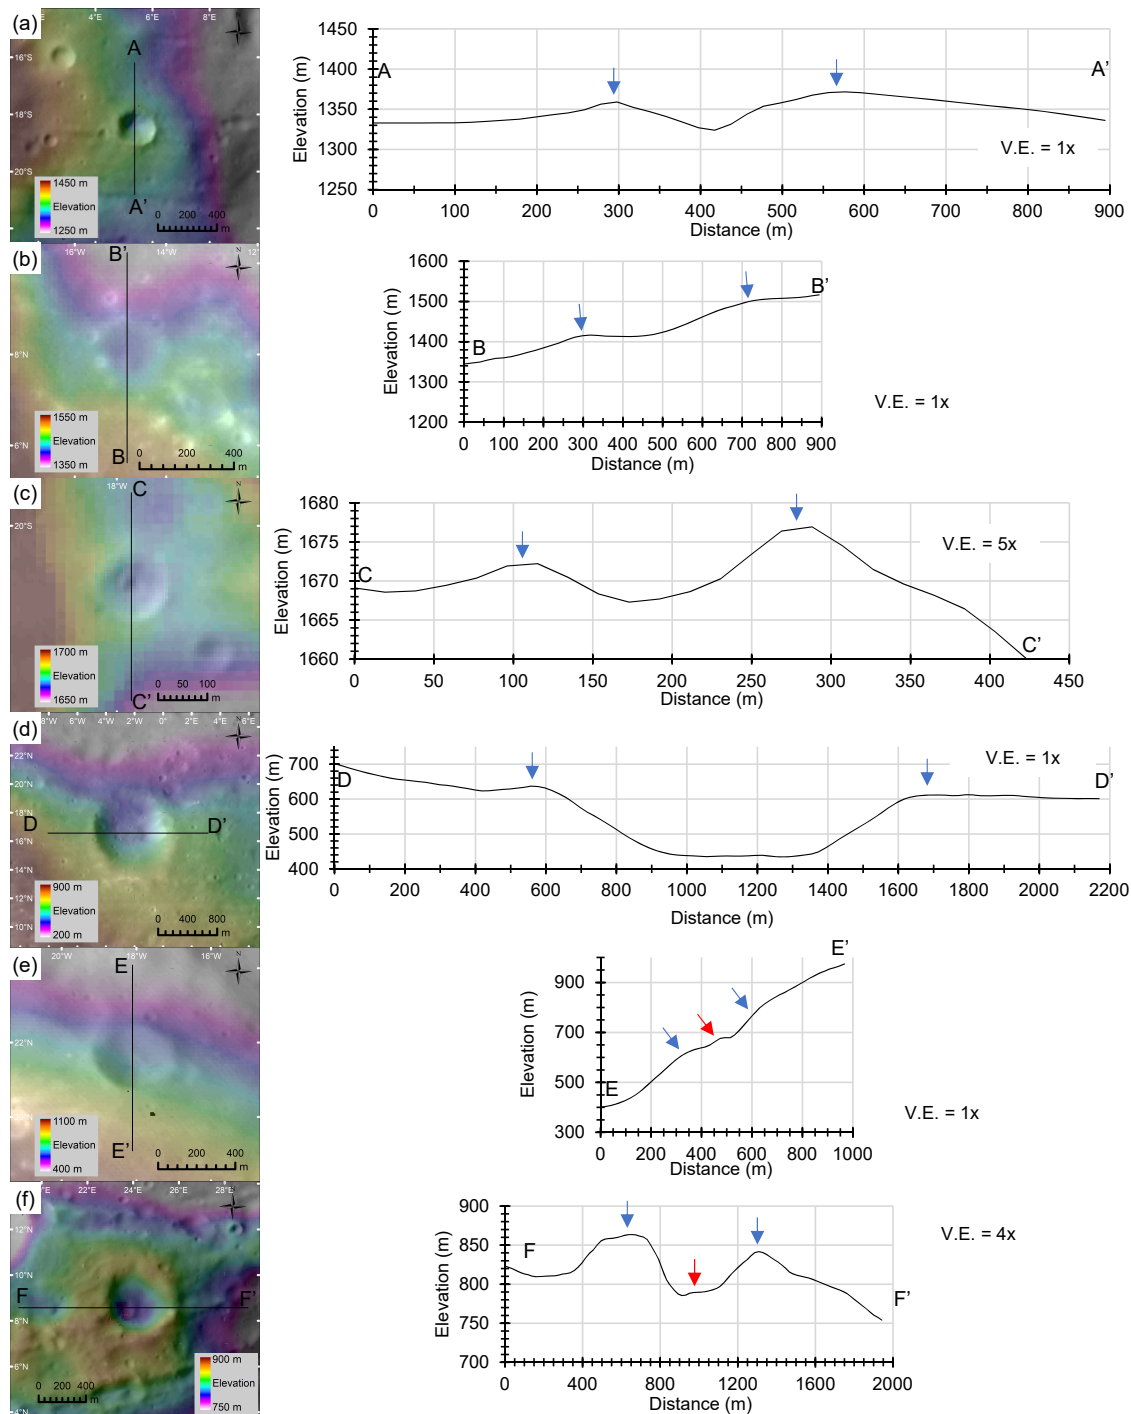 (a)
4°E 8°E
N
16°S
18°S
20°S
A
A'
1450 m
Elevation
1250 m
0 200 400
m
Elevation (m)
1450
1400
1350
1300
1250
A
A'
V.E. = 1x
0 100 200 300 400 500 600 700 800 900
Distance (m)
(b)
16°W 14°W 12°W
N
B'
8°N
6°N
B
1550 m
Elevation
1350 m
0 200 400
m
Elevation (m)
1600
1500
1400
1300
1200
B
B'
V.E. = 1x
0 100 200 300 400 500 600 700 800 900
Distance (m)
(c)
18°W
N
20°S
C
C'
1700 m
Elevation
1650 m
0 50 100
m
Elevation (m)
1680
1675
1670
1665
1660
C
C'
V.E. = 5x
0 50 100 150 200 250 300 350 400 450
Distance (m)
(d)
8°W 6°W 4°W 2°W 0°E 2°E 4°E 6°E
N
22°N
20°N
18°N
16°N
14°N
12°N
10°N
D
D'
900 m
Elevation
200 m
0 400 800
m
Elevation (m)
700
600
500
400
D
D'
V.E. = 1x
0 200 400 600 800 1000 1200 1400 1600 1800 2000 2200
Distance (m)
(e)
20°W 18°W 16°W
N
22°N
E
E'
1100 m
Elevation
400 m
0 200 400
m
Elevation (m)
900
700
500
300
E
E'
V.E. = 1x
0 200 400 600 800 1000
Distance (m)
(f)
22°E 24°E 26°E 28°E
N
12°N
10°N
8°N
6°N
4°N
F
F'
900 m
Elevation
750 m
0 200 400
m
Elevation (m)
900
850
800
750
700
F
F'
V.E. = 4x
0 400 800 1200 1600 2000
Distance (m)